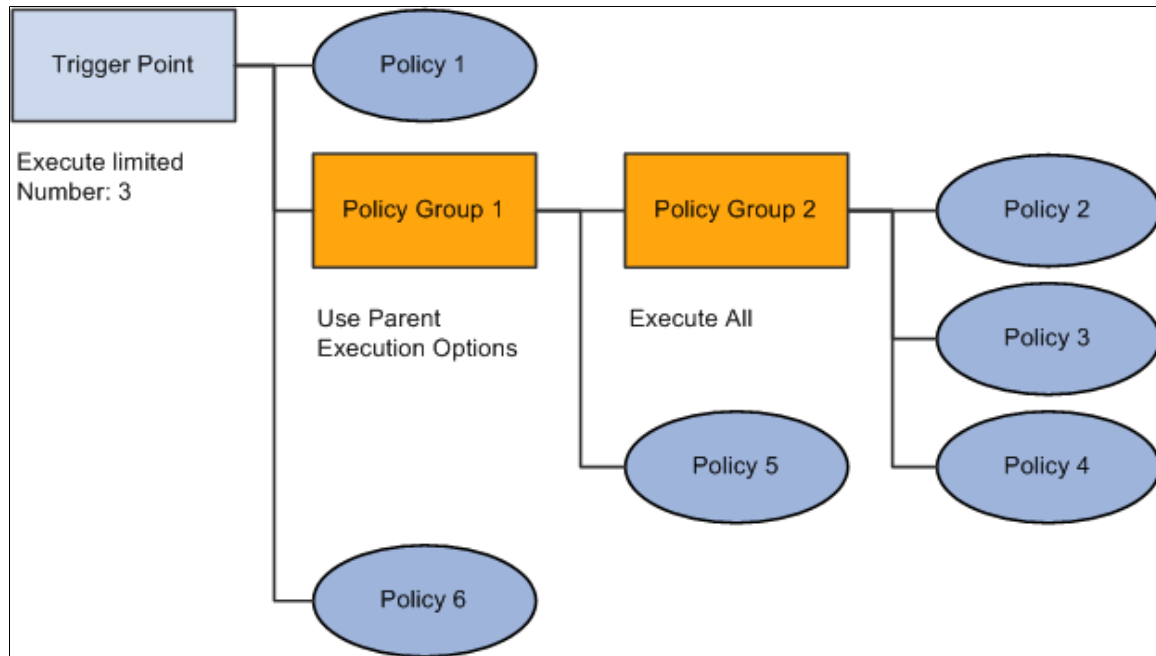 Trigger Point
Policy 1
Execute limited
Number: 3
Policy Group 1
Policy Group 2
Policy 2
Use Parent
Execution Options
Execute All
Policy 3
Policy 5
Policy 4
Policy 6